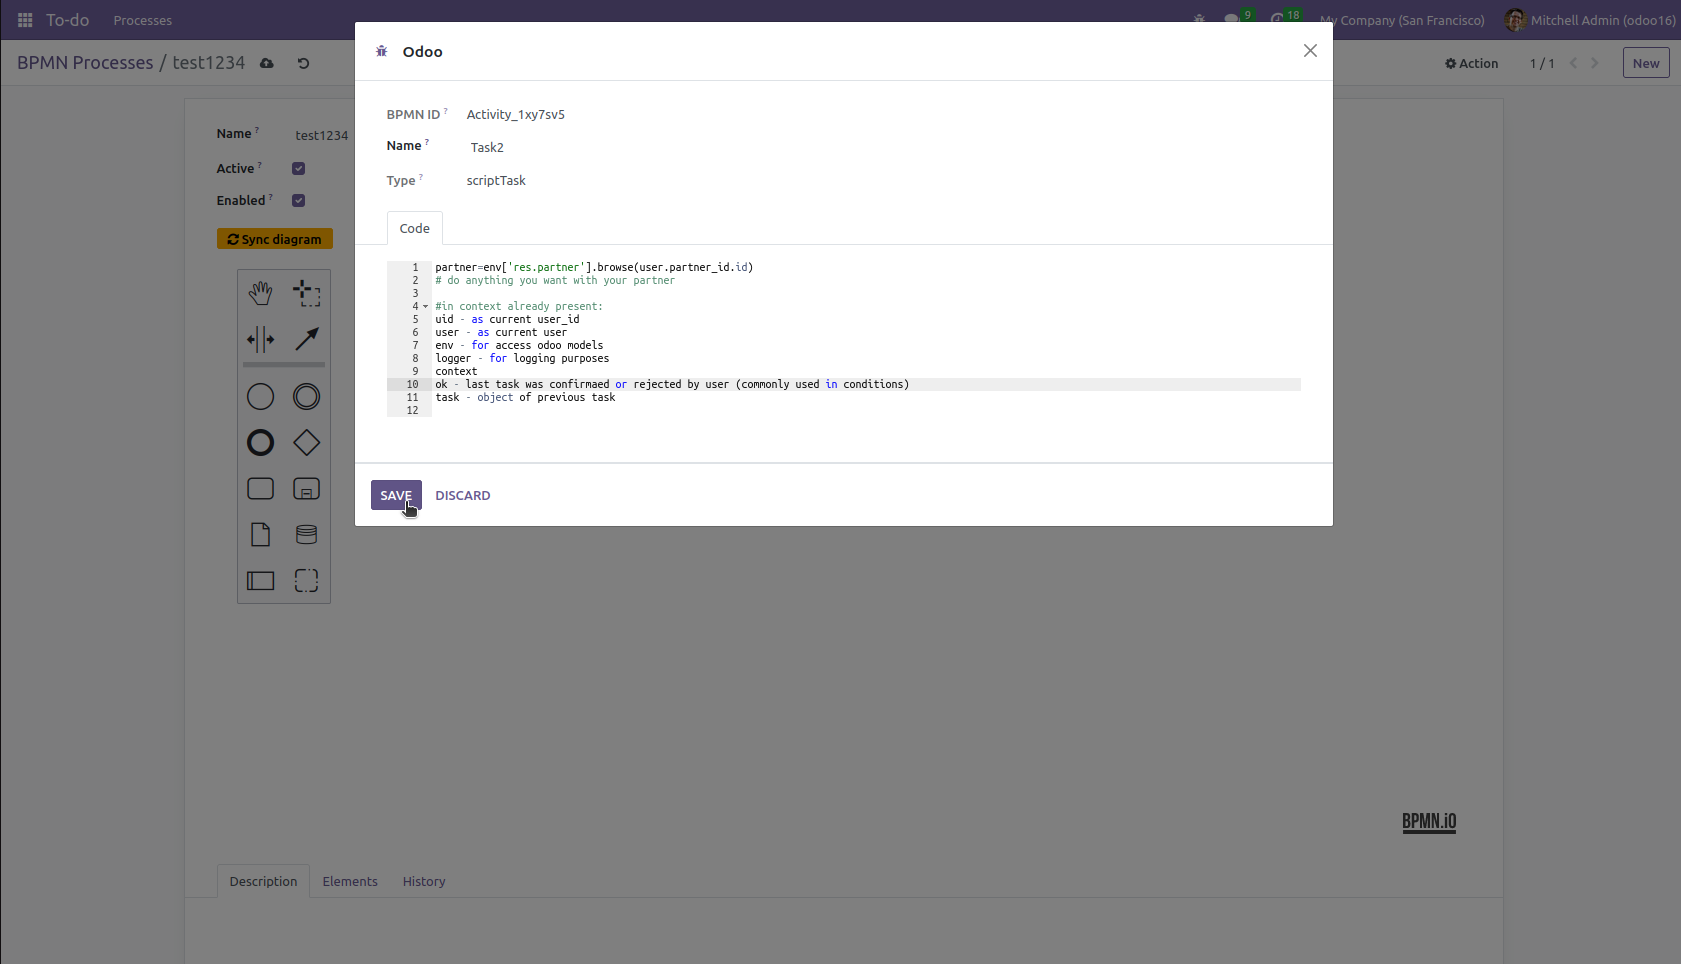 To-do Processes 9 18 My Company (San Francisco) Mitchell Admin (odoo16)
BPMN Processes / test1234 Action 1 / 1 New
Odoo
BPMN ID ? Activity_1xy7sv5
Name ? Task2
Type ? scriptTask
Code
1 partner=env['res.partner'].browse(user.partner_id.id)
2 # do anything you want with your partner
3
4 #in context already present:
5 uid - as current user_id
6 user - as current user
7 env - for access odoo models
8 logger - for logging purposes
9 context
10 ok - last task was confirmaed or rejected by user (commonly used in conditions)
11 task - object of previous task
12
SAVE DISCARD
Name ? test1234
Active ?
Enabled ?
Sync diagram
BPMN.iO
Description Elements History